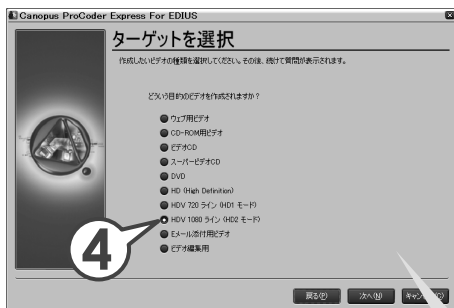 Canopus ProCoder Express For EDIUS
ターゲットを選択
作成したいビデオの種類を選択してください。その後、続けて質問が表示されます。
どういう目的のビデオを作成されますか?
ウェブ用ビデオ
CD-ROM用ビデオ
ビデオCD
スーパービデオCD
DVD
HD (High Definition)
HDV 720 ライン (HD1 モード)
HDV 1080 ライン (HD2 モード)
Eメール添付用ビデオ
ビデオ編集用
4
戻る(P)
次へ(N)